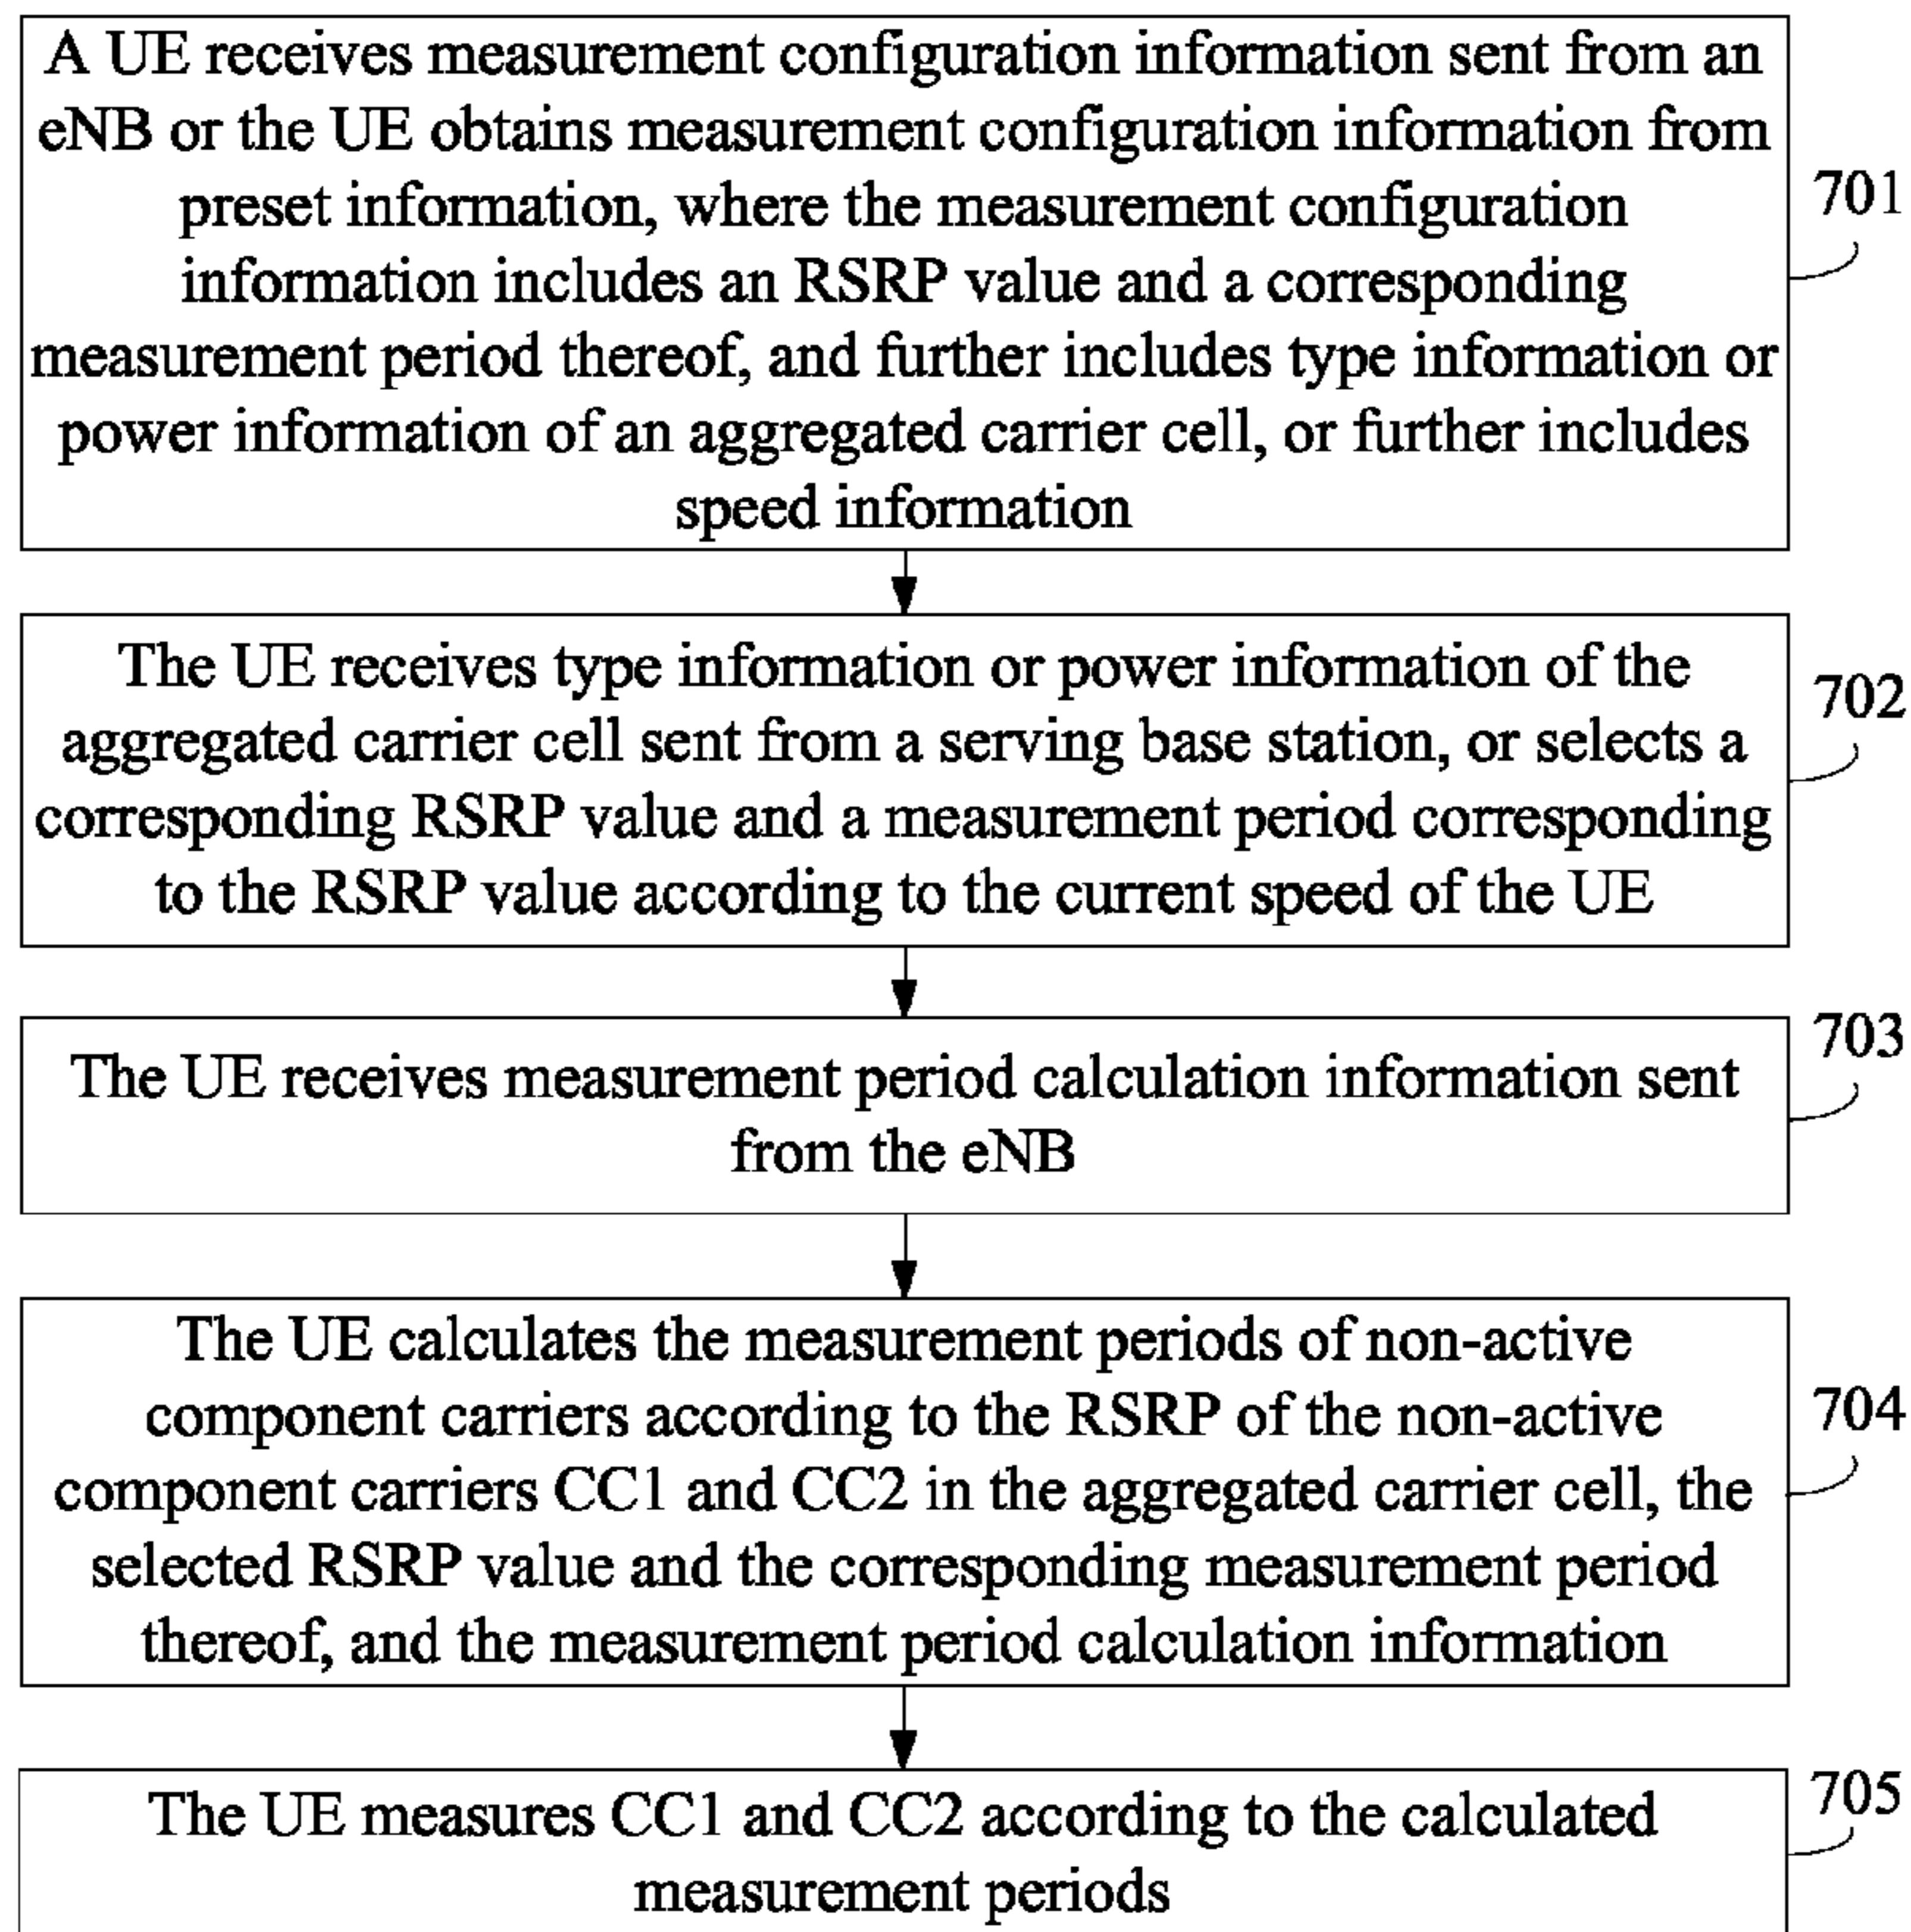 A UE receives measurement configuration information sent from an
eNB or the UE obtains measurement configuration information from
preset information, where the measurement configuration
information includes an RSRP value and a corresponding
measurement period thereof, and further includes type information or
power information of an aggregated carrier cell, or further includes
speed information
701
The UE receives type information or power information of the
aggregated carrier cell sent from a serving base station, or selects a
corresponding RSRP value and a measurement period corresponding
to the RSRP value according to the current speed of the UE
702
The UE receives measurement period calculation information sent
from the eNB
703
The UE calculates the measurement periods of non-active
component carriers according to the RSRP of the non-active
component carriers CC1 and CC2 in the aggregated carrier cell, the
selected RSRP value and the corresponding measurement period
thereof, and the measurement period calculation information
704
The UE measures CC1 and CC2 according to the calculated
measurement periods
705